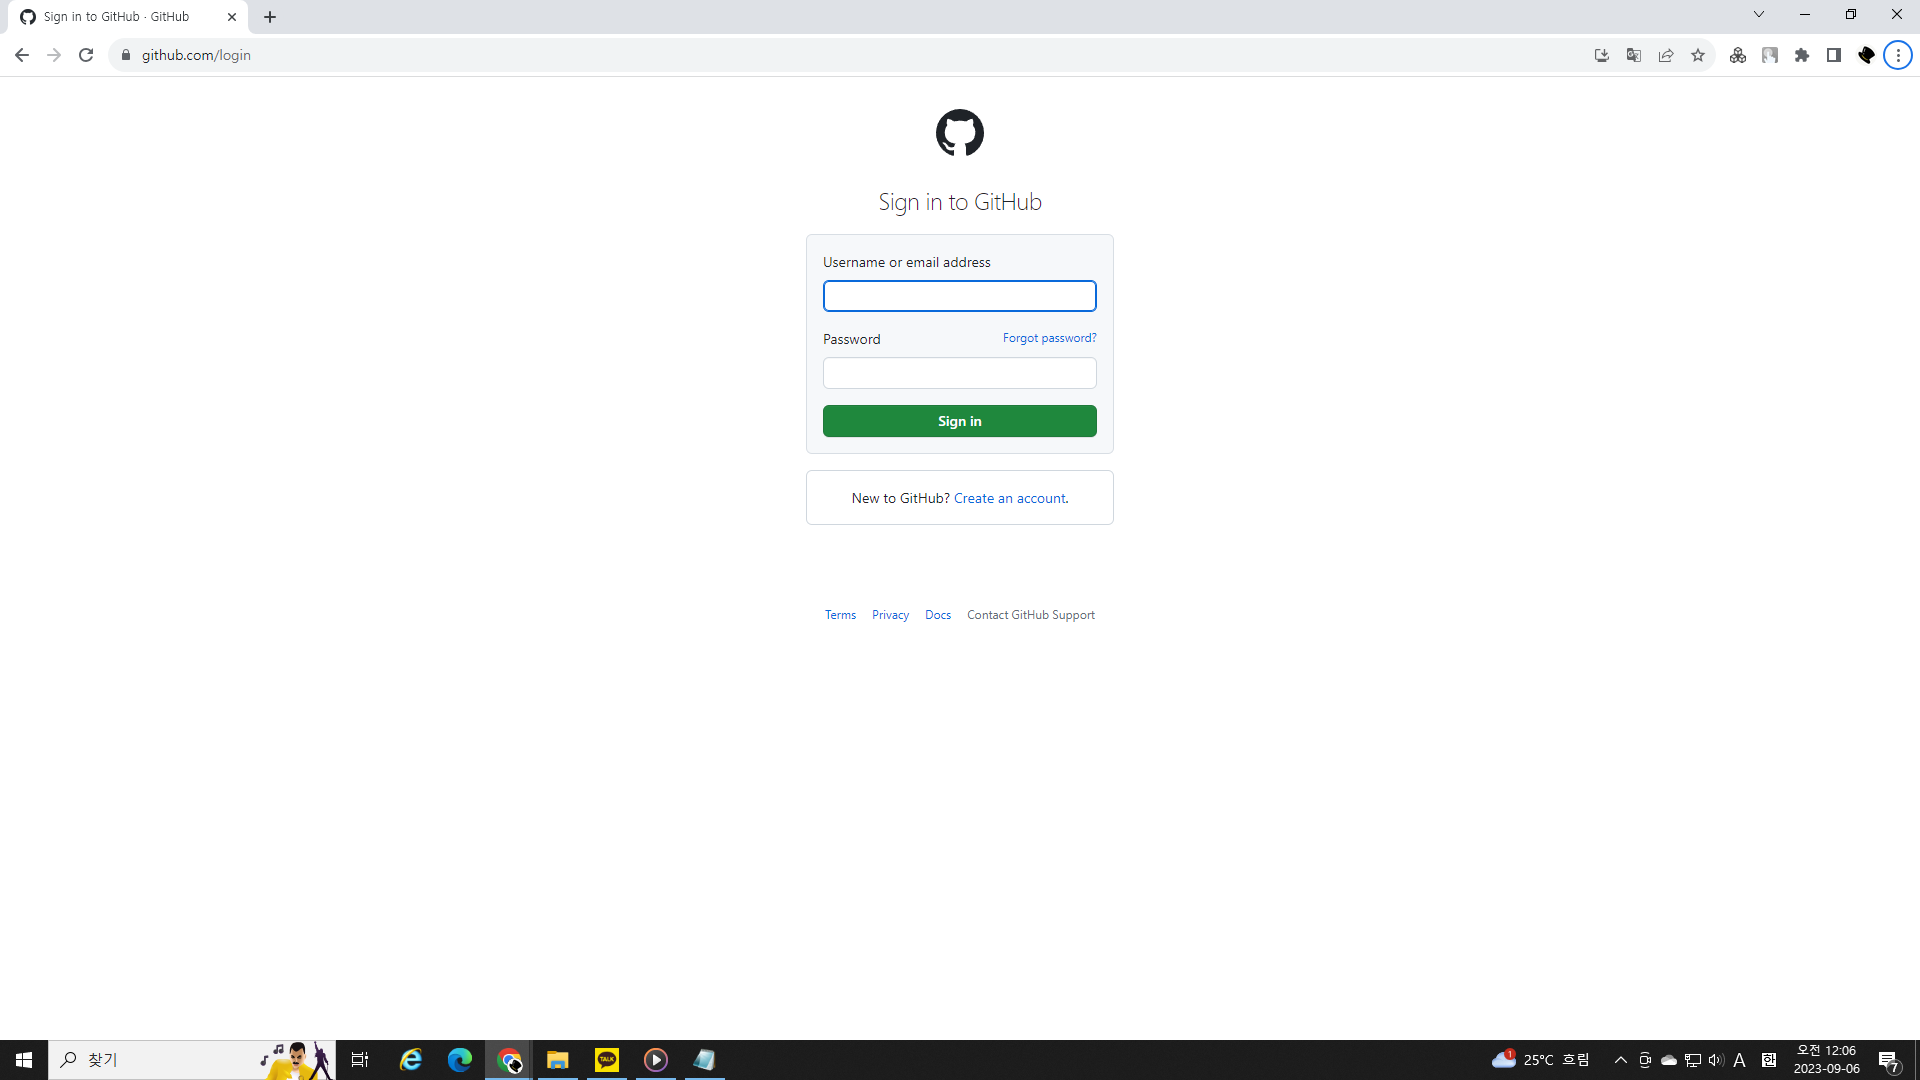 Sign in to GitHub · GitHub
github.com/login
Sign in to GitHub
Username or email address
Password Forgot password?
Sign in
New to GitHub? Create an account.
Terms Privacy Docs Contact GitHub Support
찾기
TALK
1 25°C 흐림
A
오전 12:06
2023-09-06
7